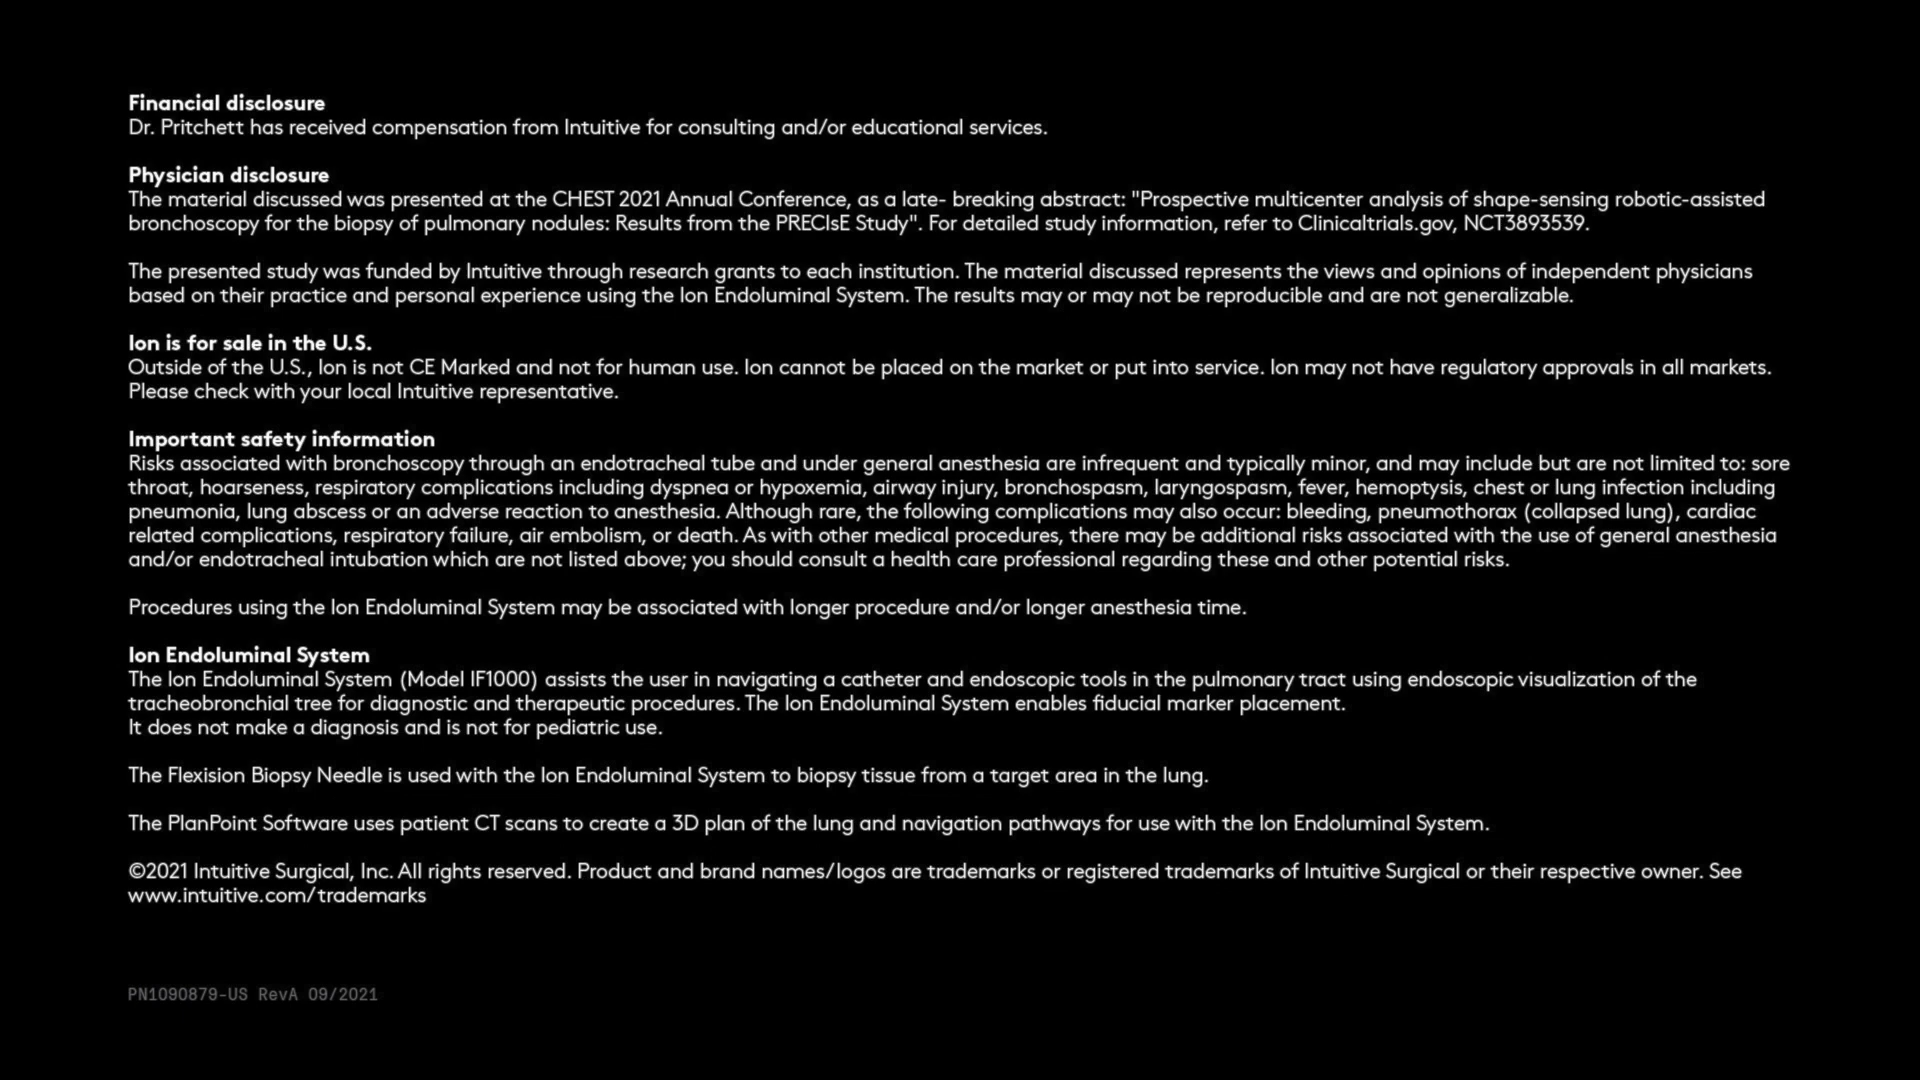 Financial disclosure
Dr. Pritchett has received compensation from Intuitive for consulting and/or educational services.
Physician disclosure
The material discussed was presented at the CHEST 2021 Annual Conference, as a late- breaking abstract: "Prospective multicenter analysis of shape-sensing robotic-assisted
bronchoscopy for the biopsy of pulmonary nodules: Results from the PRECIsE Study". For detailed study information, refer to Clinicaltrials.gov, NCT3893539.
The presented study was funded by Intuitive through research grants to each institution. The material discussed represents the views and opinions of independent physicians
based on their practice and personal experience using the Ion Endoluminal System. The results may or may not be reproducible and are not generalizable.
Ion is for sale in the U.S.
Outside of the U.S., Ion is not CE Marked and not for human use. Ion cannot be placed on the market or put into service. Ion may not have regulatory approvals in all markets.
Please check with your local Intuitive representative.
Important safety information
Risks associated with bronchoscopy through an endotracheal tube and under general anesthesia are infrequent and typically minor, and may include but are not limited to: sore
throat, hoarseness, respiratory complications including dyspnea or hypoxemia, airway injury, bronchospasm, laryngospasm, fever, hemoptysis, chest or lung infection including
pneumonia, lung abscess or an adverse reaction to anesthesia. Although rare, the following complications may also occur: bleeding, pneumothorax (collapsed lung), cardiac
related complications, respiratory failure, air embolism, or death. As with other medical procedures, there may be additional risks associated with the use of general anesthesia
and/or endotracheal intubation which are not listed above; you should consult a health care professional regarding these and other potential risks.
Procedures using the Ion Endoluminal System may be associated with longer procedure and/or longer anesthesia time.
Ion Endoluminal System
The Ion Endoluminal System (Model IF1000) assists the user in navigating a catheter and endoscopic tools in the pulmonary tract using endoscopic visualization of the
tracheobronchial tree for diagnostic and therapeutic procedures. The Ion Endoluminal System enables fiducial marker placement.
It does not make a diagnosis and is not for pediatric use.
The Flexision Biopsy Needle is used with the Ion Endoluminal System to biopsy tissue from a target area in the lung.
The PlanPoint Software uses patient CT scans to create a 3D plan of the lung and navigation pathways for use with the Ion Endoluminal System.
©2021 Intuitive Surgical, Inc. All rights reserved. Product and brand names/logos are trademarks or registered trademarks of Intuitive Surgical or their respective owner. See
www.intuitive.com/trademarks
PN1090879-US RevA 09/2021